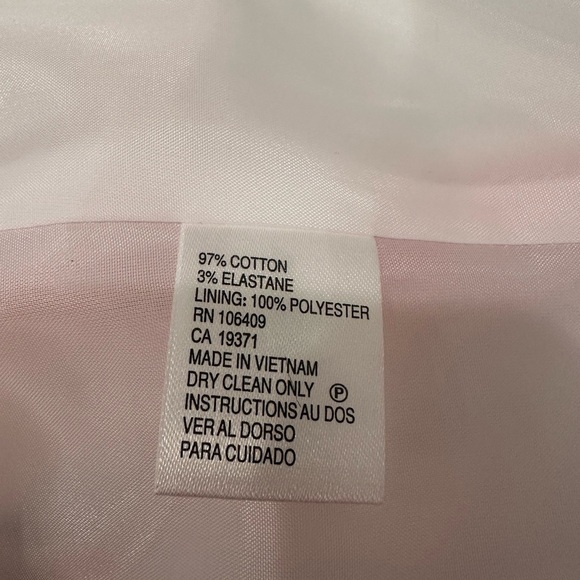 97% COTTON
3% ELASTANE
LINING: 100% POLYESTER
RN 106409
CA 19371
MADE IN VIETNAM
DRY CLEAN ONLY Ⓟ
INSTRUCTIONS AU DOS
VER AL DORSO
PARA CUIDADO